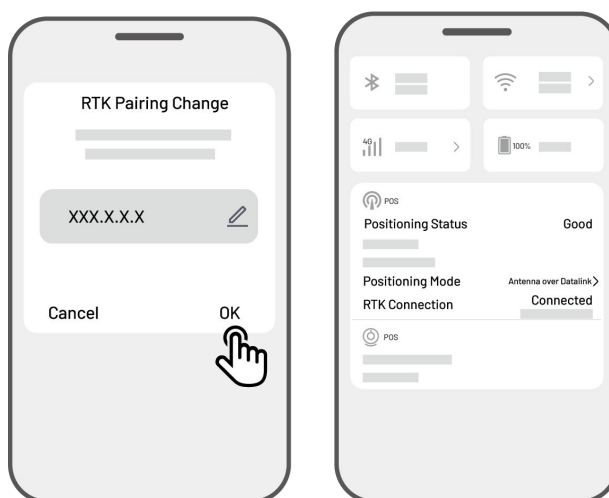 RTK Pairing Change
XXX.X.X.X
Cancel OK
4G
100%
POS
Positioning Status Good
Positioning Mode Antenna over Datalink
RTK Connection Connected
POS